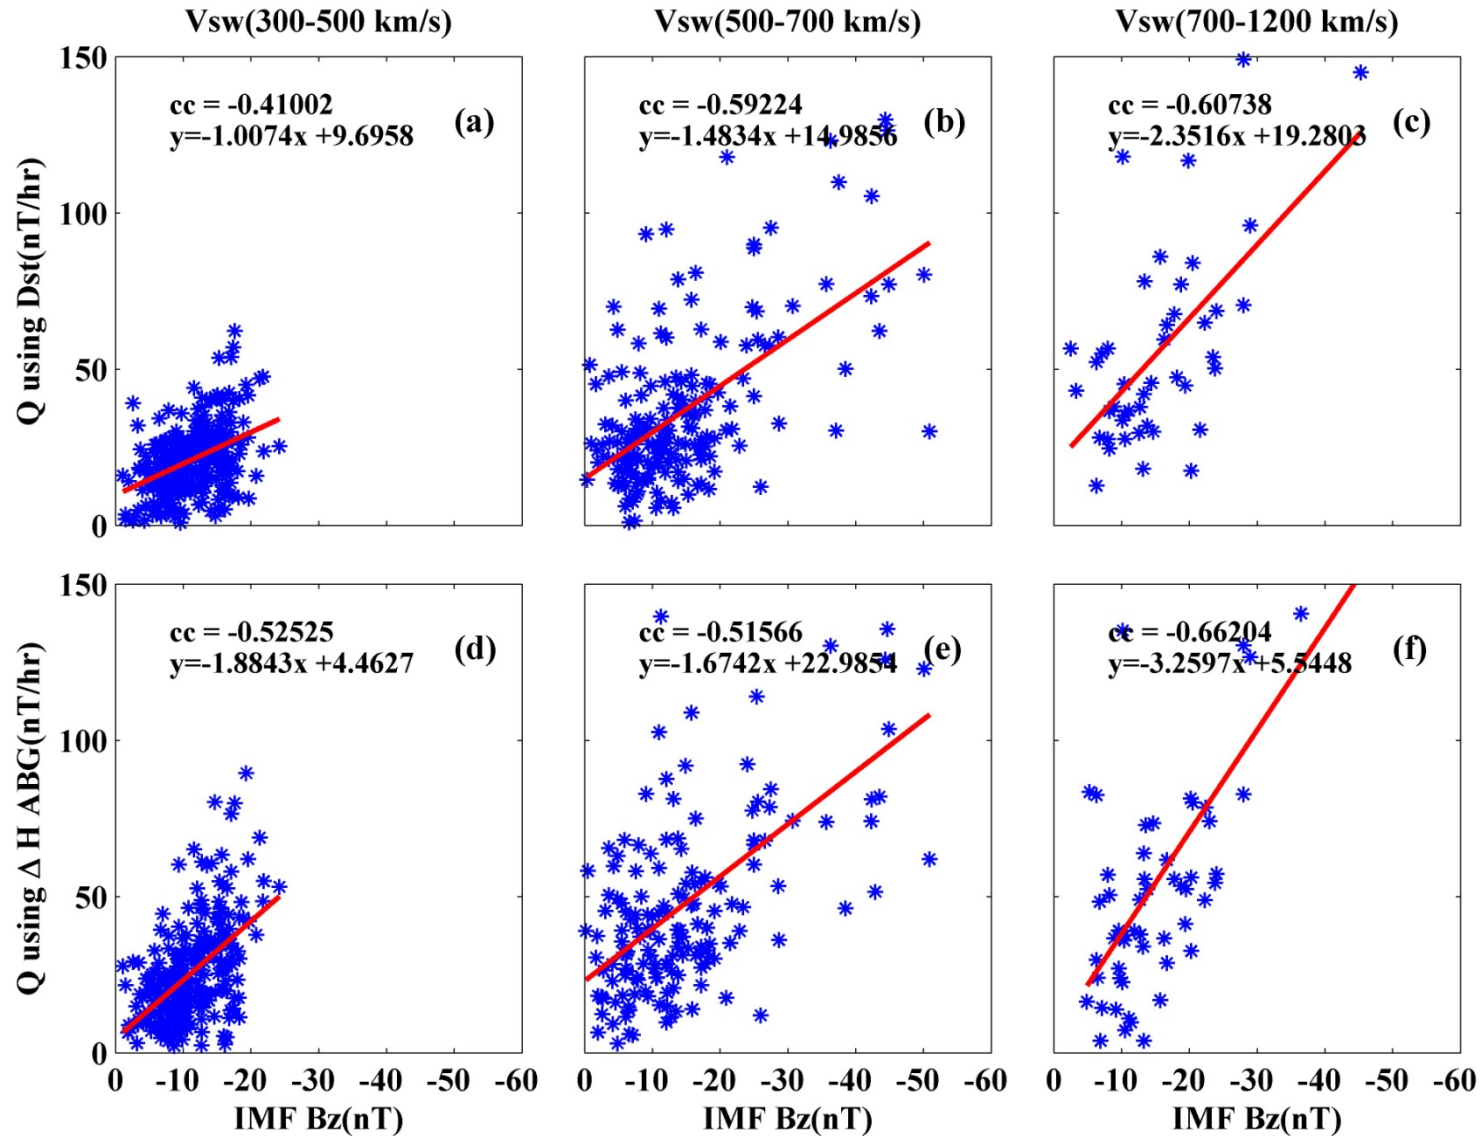 Vsw(300-500 km/s) Vsw(500-700 km/s) Vsw(700-1200 km/s)
Q using Dst(nT/hr)
150
100
50
0
cc = -0.41002
y=-1.0074x +9.6958
(a)
cc = -0.59224
y=-1.4834x +14.9856
(b)
cc = -0.60738
y=-2.3516x +19.2803
(c)
Q using Δ H ABG(nT/hr)
150
100
50
0
cc = -0.52525
y=-1.8843x +4.4627
(d)
cc = -0.51566
y=-1.6742x +22.9854
(e)
cc = -0.66204
y=-3.2597x +5.5448
(f)
0 -10 -20 -30 -40 -50 -60 0 -10 -20 -30 -40 -50 -60 0 -10 -20 -30 -40 -50 -60
IMF Bz(nT) IMF Bz(nT) IMF Bz(nT)